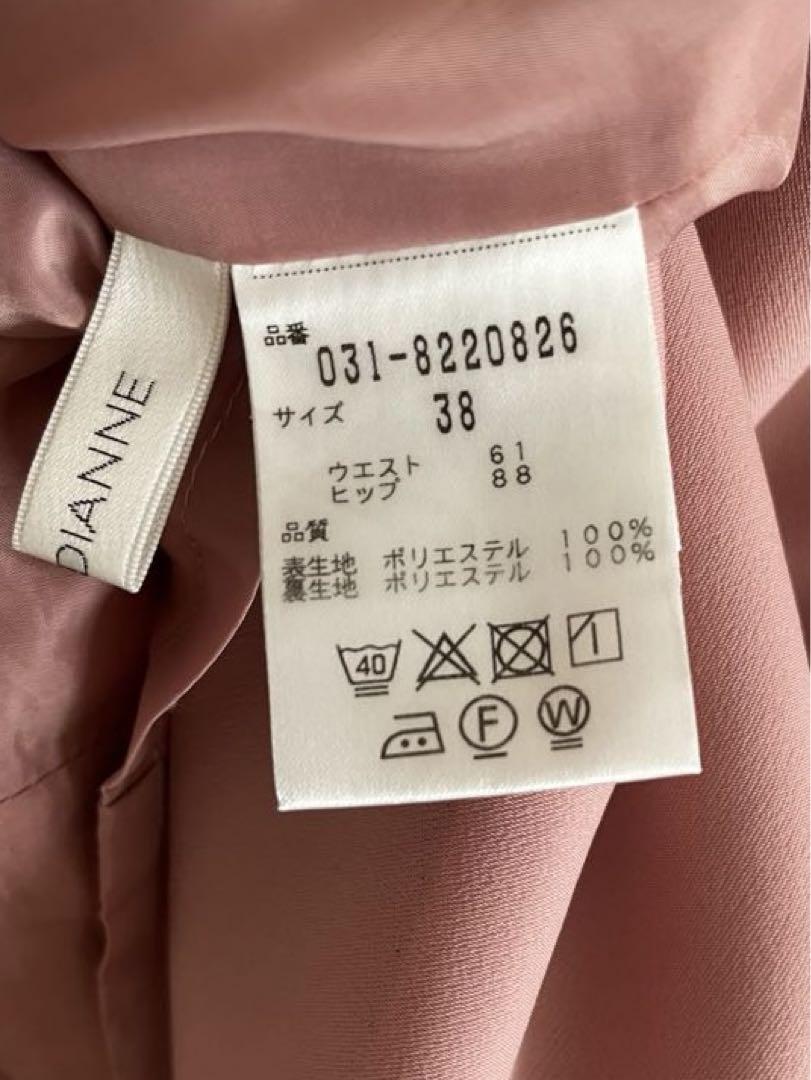 DIANNE
品番 031-8220826
サイズ 38
ウエスト 61
ヒップ 88
品質
表生地 ポリエステル 100%
裏生地 ポリエステル 100%
40
F W